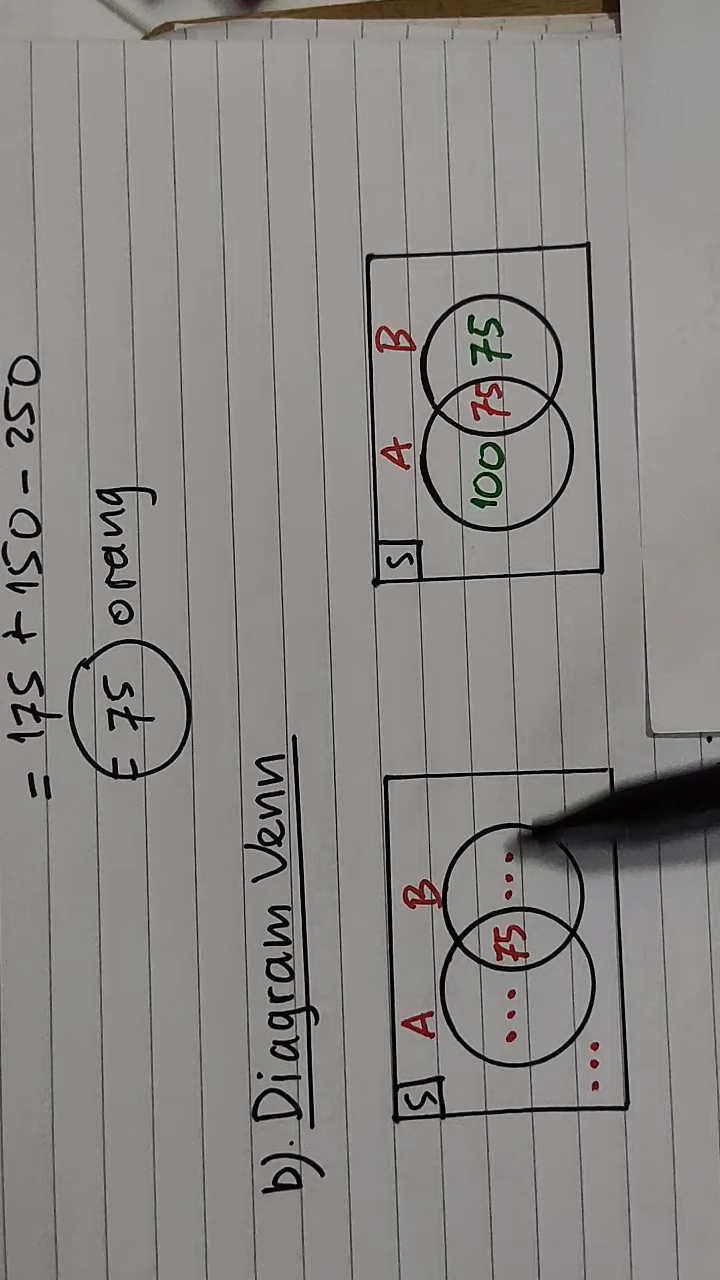 = 175 + 150 - 250
= 75 orang
b). Diagram Venn
S
A B
... 75 ...
...
S
A B
100 75 75